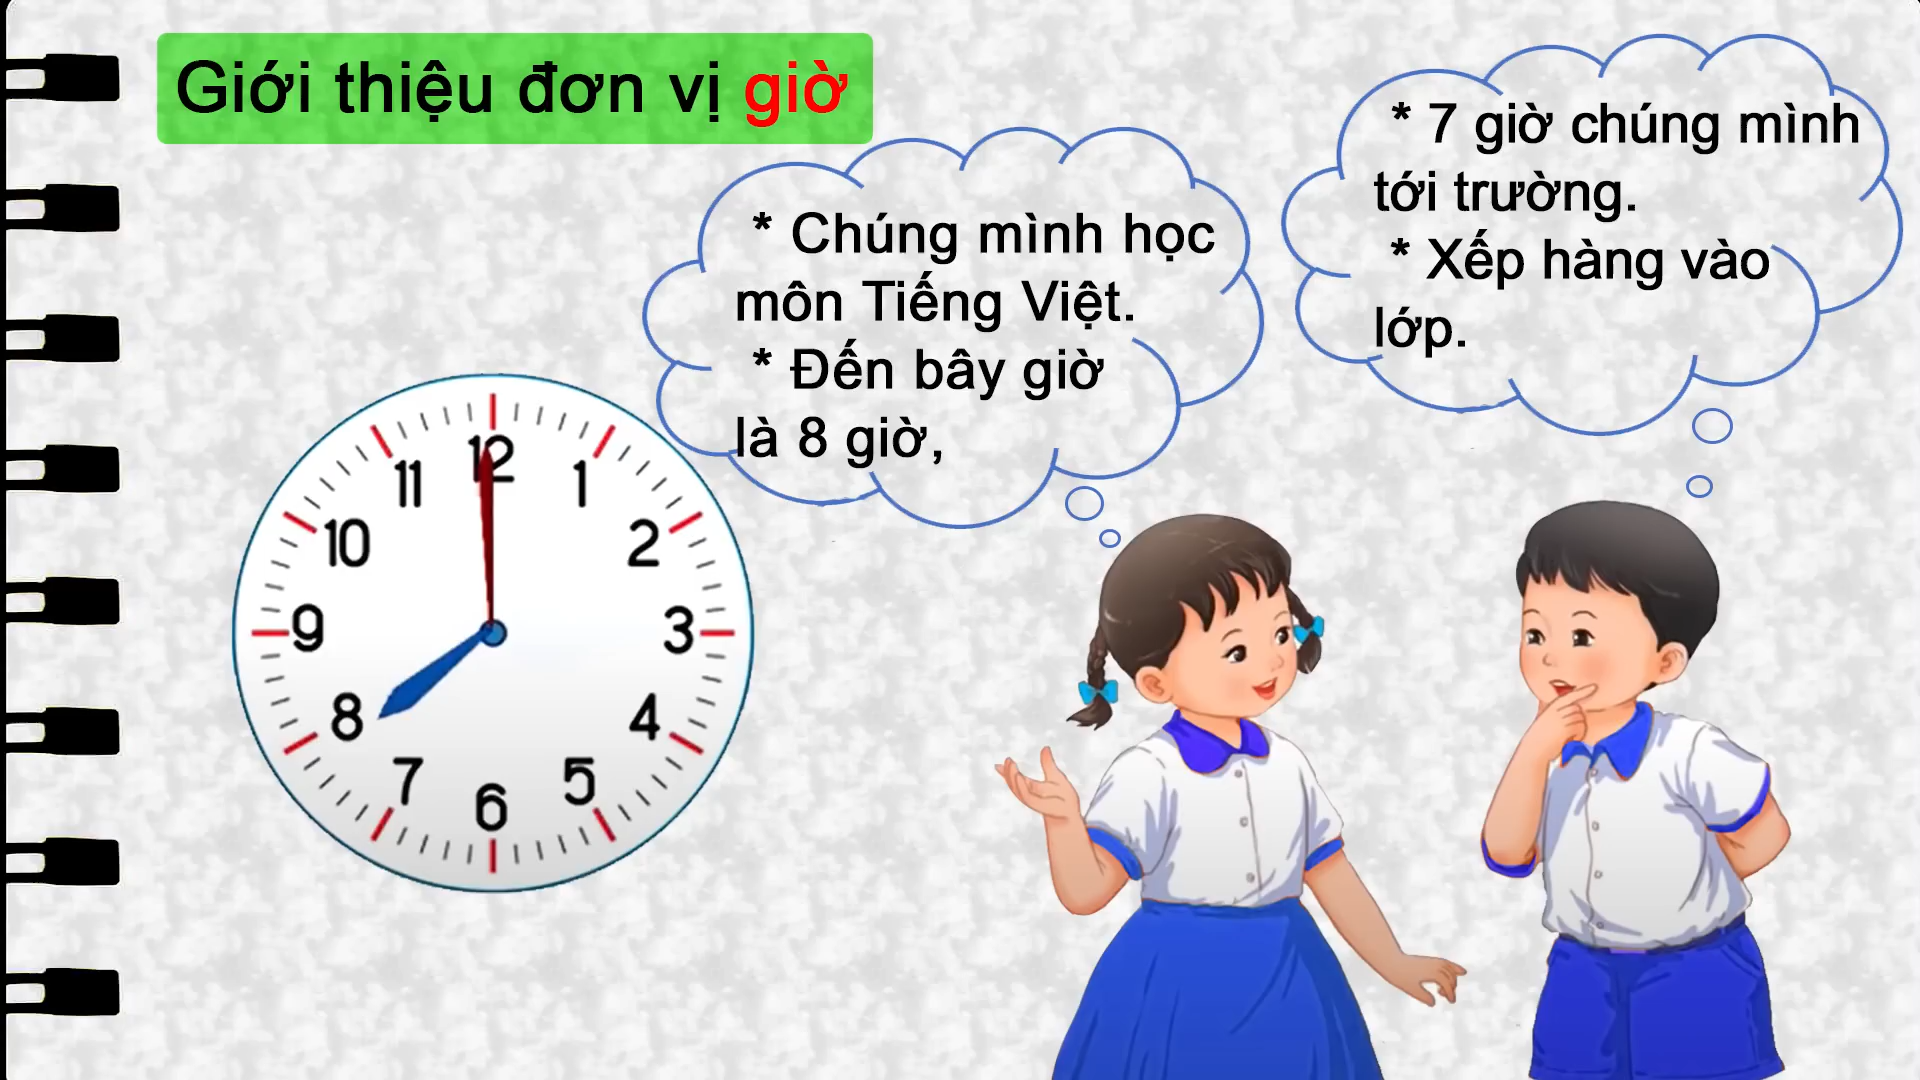 Giới thiệu đơn vị giờ
* Chúng mình học
môn Tiếng Việt.
* Đến bây giờ
là 8 giờ,
* 7 giờ chúng mình
tới trường.
* Xếp hàng vào
lớp.
12
1
2
3
4
5
6
7
8
9
10
11